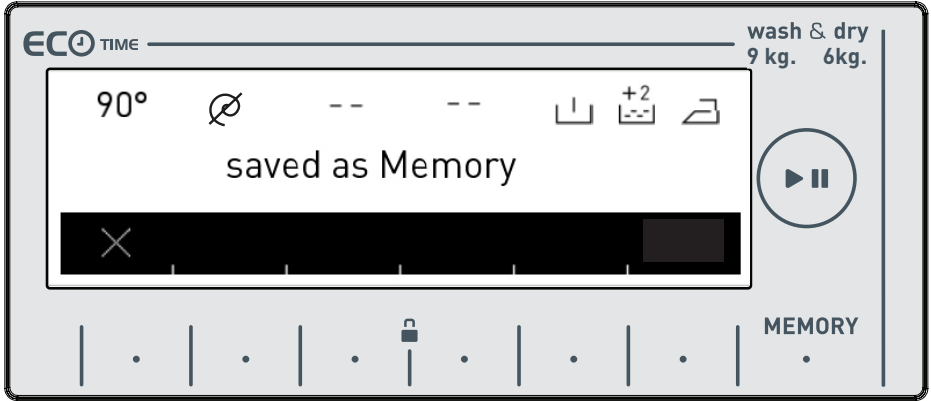 ECO TIME
wash & dry
9 kg. 6kg.
90° -- --
+2
saved as Memory
MEMORY